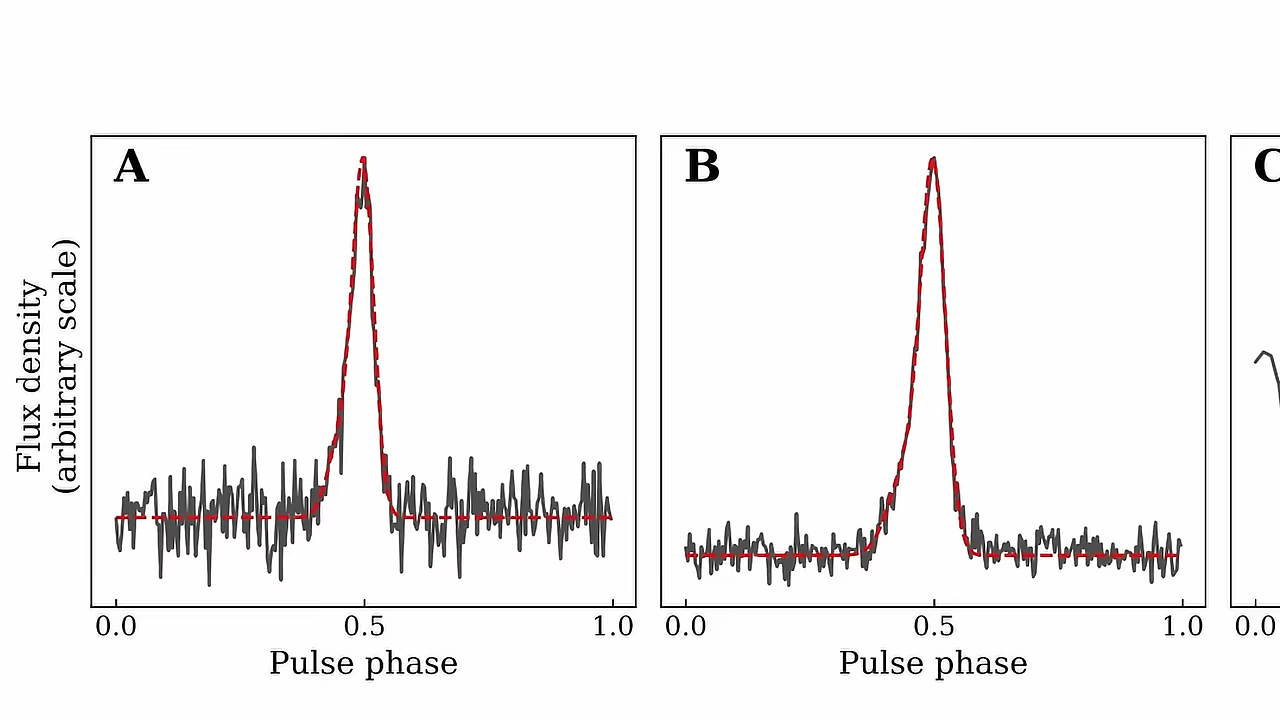 A
B
C
Flux density
(arbitrary scale)
0.0 0.5 1.0
0.0 0.5 1.0
0.0
Pulse phase
Pulse phase